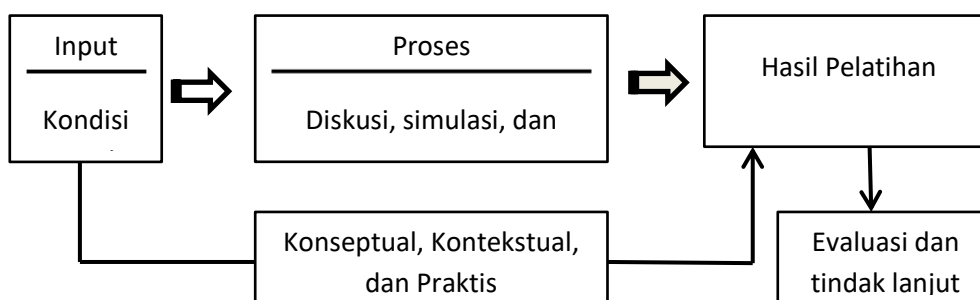 Input
Kondisi
Proses
Diskusi, simulasi, dan
Hasil Pelatihan
Konseptual, Kontekstual,
dan Praktis
Evaluasi dan
tindak lanjut